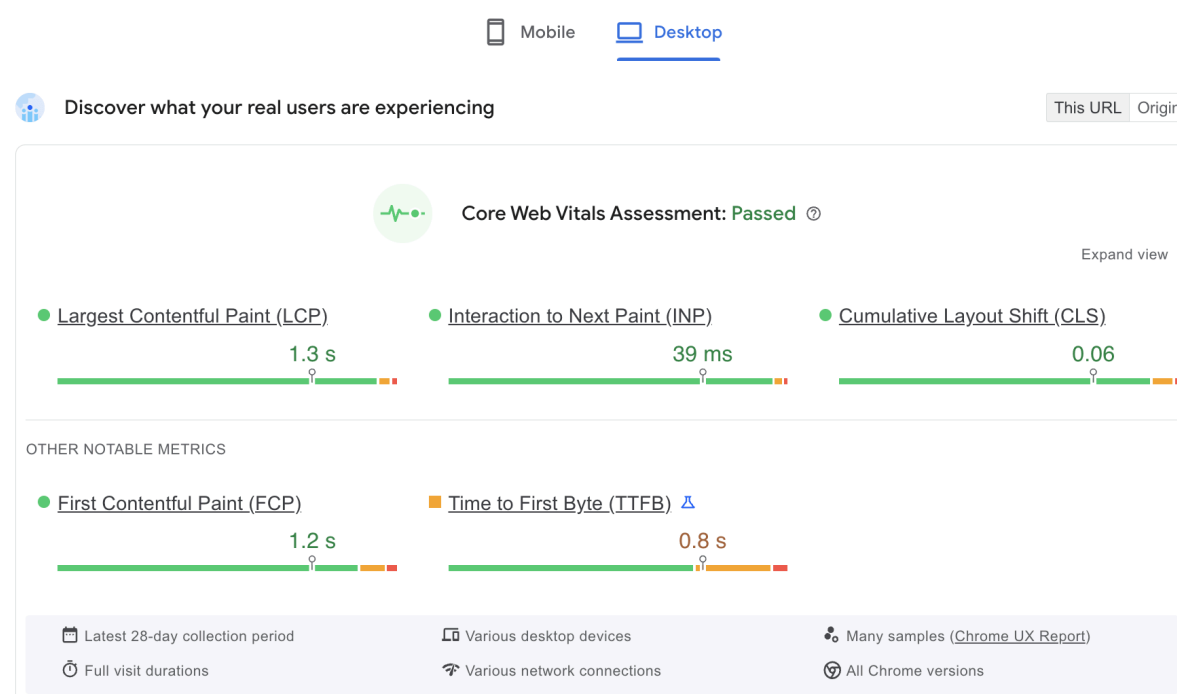 Mobile
Desktop
Discover what your real users are experiencing
This URL
Core Web Vitals Assessment: Passed
Expand view
Largest Contentful Paint (LCP)
Interaction to Next Paint (INP)
Cumulative Layout Shift (CLS)
1.3 s
39 ms
0.06
OTHER NOTABLE METRICS
First Contentful Paint (FCP)
Time to First Byte (TTFB)
1.2 s
0.8 s
Latest 28-day collection period
Various desktop devices
Many samples (Chrome UX Report)
Full visit durations
Various network connections
All Chrome versions